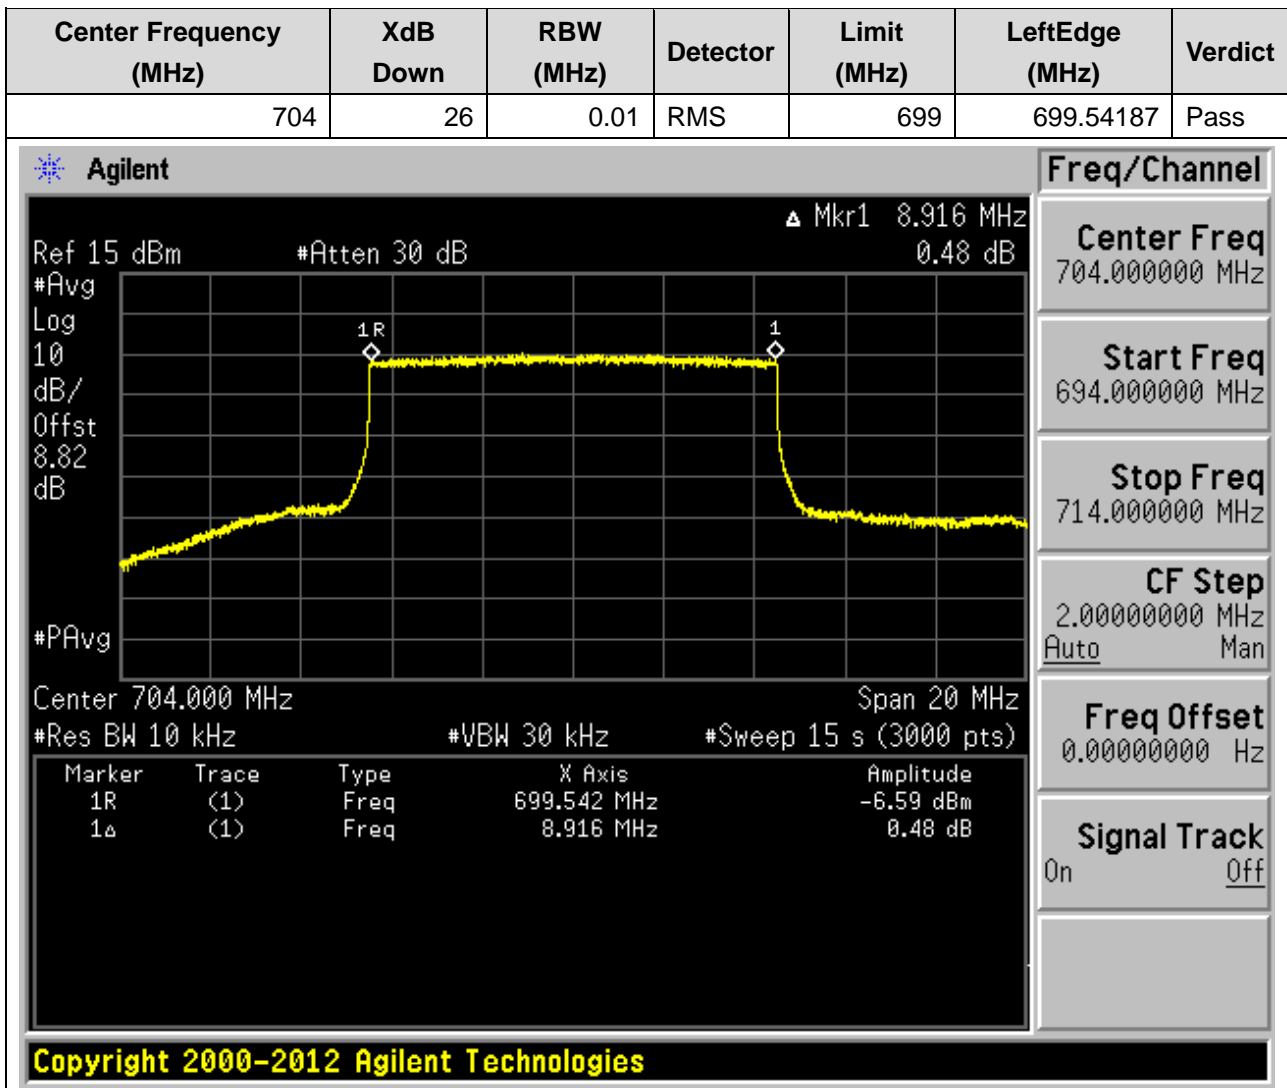 Center Frequency (MHz) XdB Down RBW (MHz) Detector Limit (MHz) LeftEdge (MHz) Verdict
704 26 0.01 RMS 699 699.54187 Pass
Agilent
Freq/Channel
Δ Mkr1 8.916 MHz
Ref 15 dBm #Atten 30 dB 0.48 dB
#Avg
Log
10
dB/
Offst
8.82
dB
1R
1
#PAvg
Center 704.000 MHz Span 20 MHz
#Res BW 10 kHz #VBW 30 kHz #Sweep 15 s (3000 pts)
Marker Trace Type X Axis Amplitude
1R (1) Freq 699.542 MHz -6.59 dBm
1Δ (1) Freq 8.916 MHz 0.48 dB
Center Freq
704.000000 MHz
Start Freq
694.000000 MHz
Stop Freq
714.000000 MHz
CF Step
2.00000000 MHz
Auto Man
Freq Offset
0.00000000 Hz
Signal Track
On Off
Copyright 2000-2012 Agilent Technologies